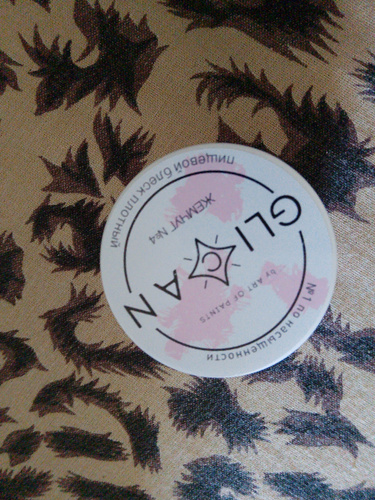 №1 по насыщенности
by ART OF PAINTS
GLICAN
ЖЕМЧУГ №4
пищевой блеск плотный